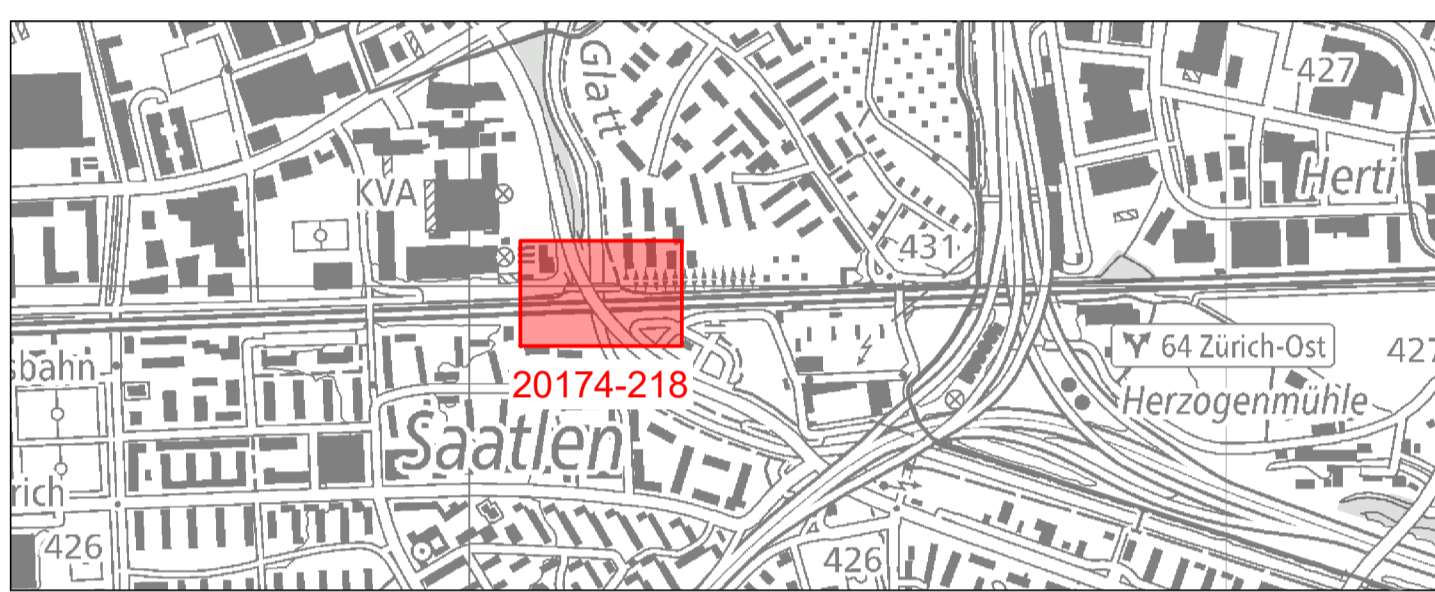 Glatt
427
KVA
Herti
431
64 Zürich-Ost
427
sbahn
20174-218
Herzogenmühle
Saatlen
rich
426
426